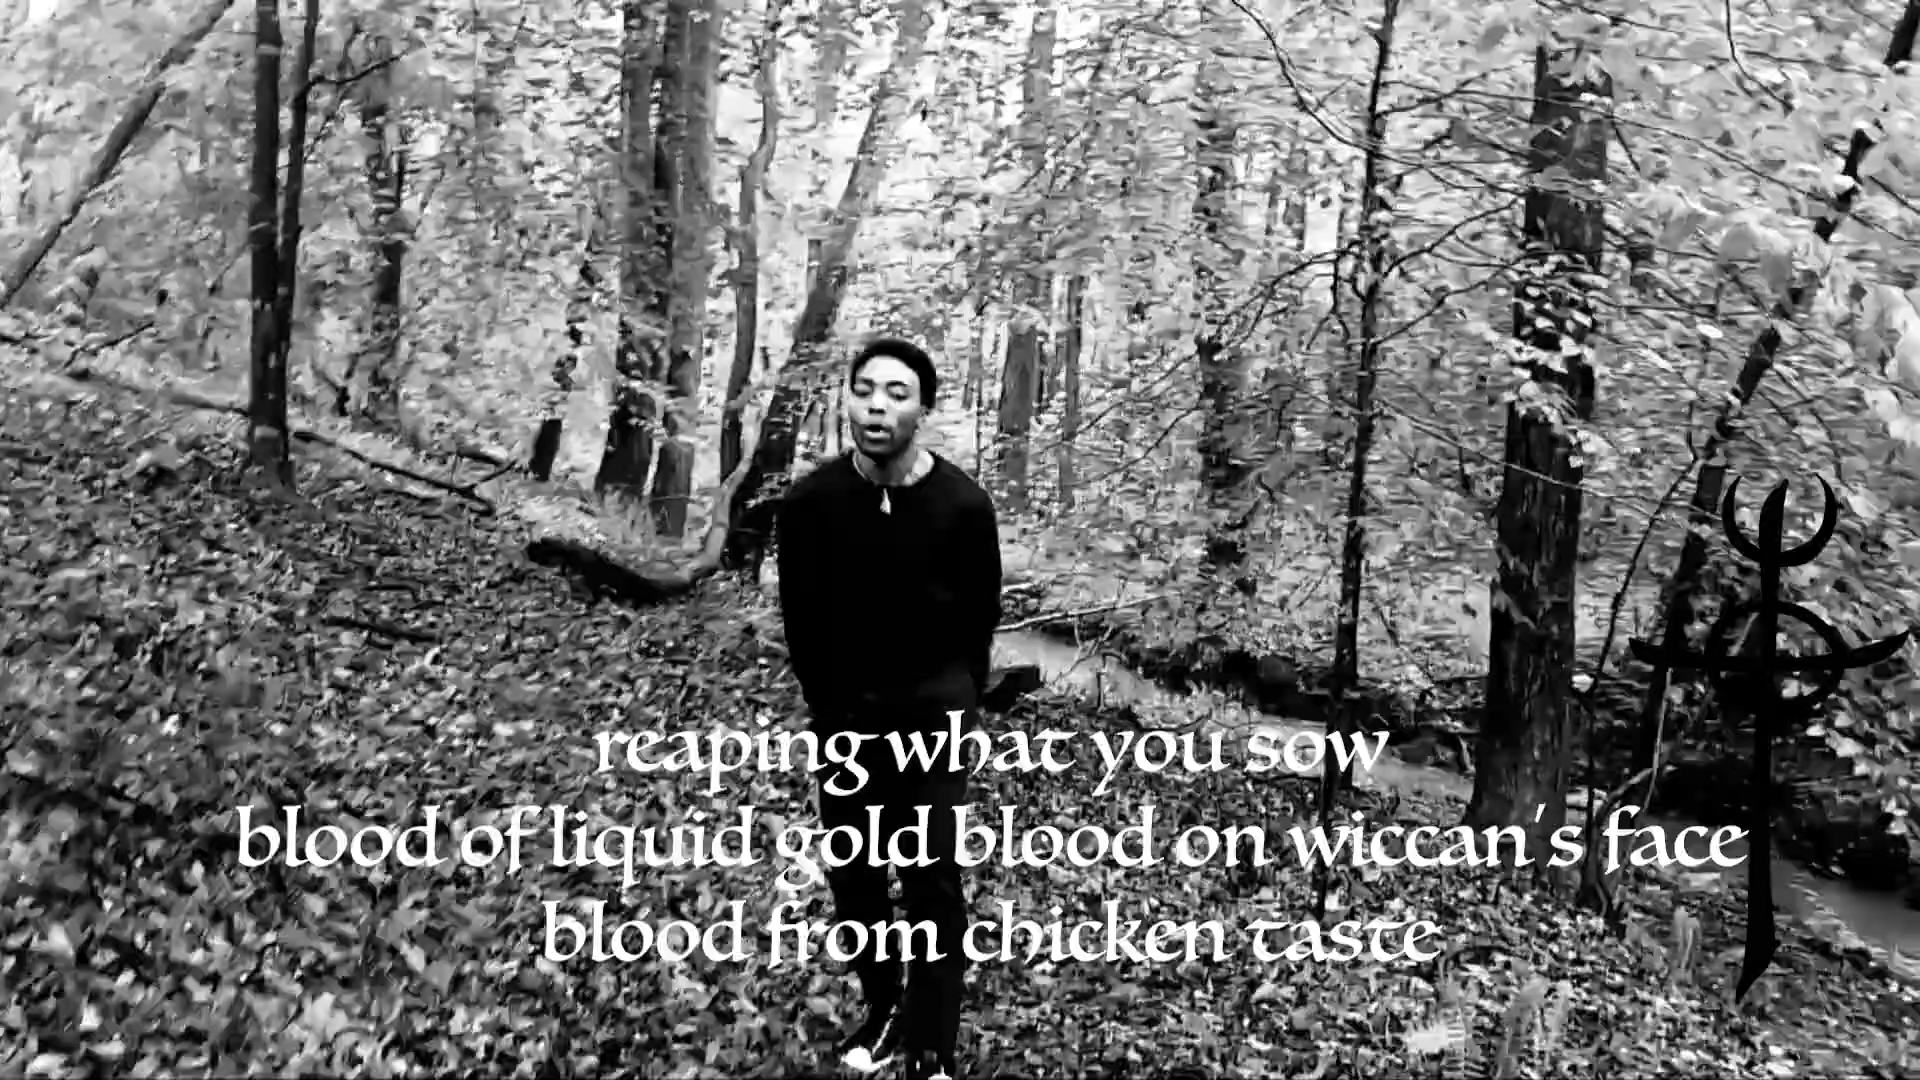 reaping what you sow
blood of liquid gold blood on wiccan's face
blood from chicken taste